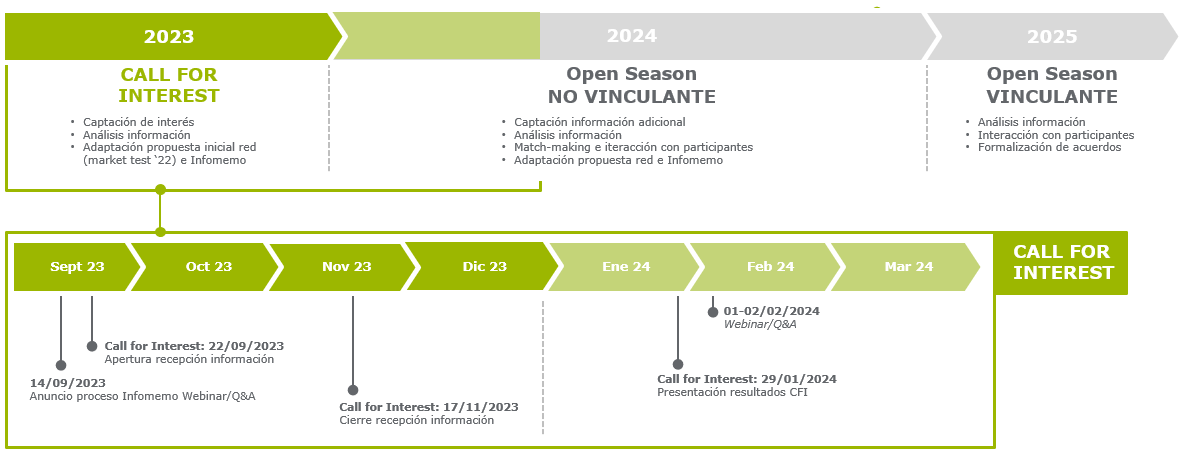 2023
2024
2025
CALL FOR
INTEREST
• Captación de interés
• Análisis información
• Adaptación propuesta inicial red
(market test ‘22) e Infomemo
Open Season
NO VINCULANTE
• Captación información adicional
• Análisis información
• Match-making e iteracción con participantes
• Adaptación propuesta red e Infomemo
Open Season
VINCULANTE
• Análisis información
• Interacción con participantes
• Formalización de acuerdos
Sept 23
Oct 23
Nov 23
Dic 23
Ene 24
Feb 24
Mar 24
CALL FOR
INTEREST
14/09/2023
Anuncio proceso Infomemo Webinar/Q&A
Call for Interest: 22/09/2023
Apertura recepción información
Call for Interest: 17/11/2023
Cierre recepción información
Call for Interest: 29/01/2024
Presentación resultados CFI
01-02/02/2024
Webinar/Q&A